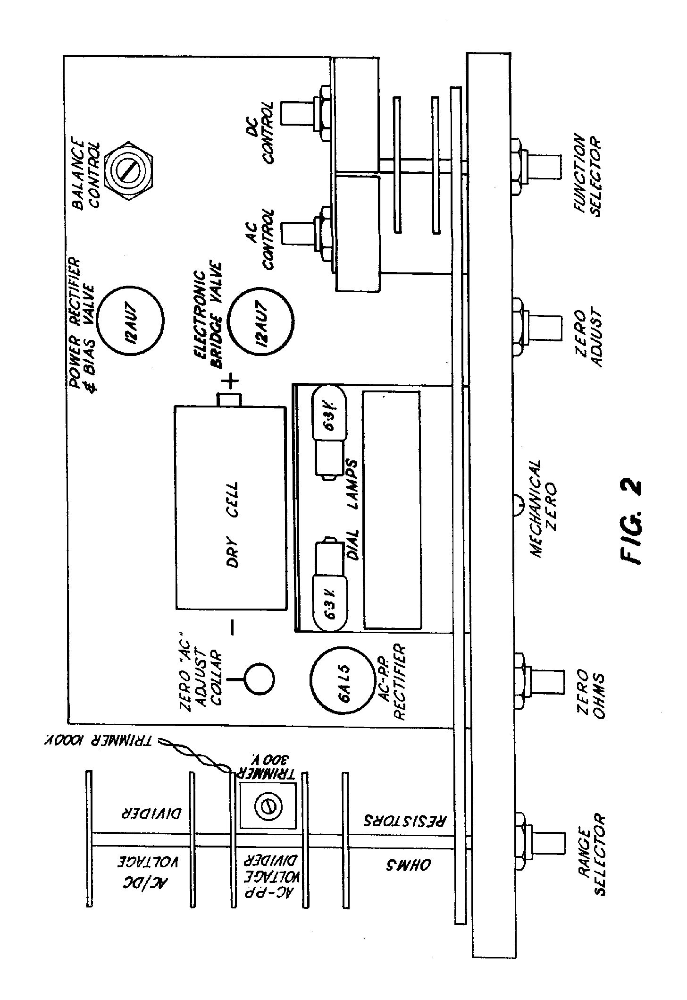 TRIMMER 1000V.
AC/DC
VOLTAGE DIVIDER
TRIMMER
300V.
AC-P.P.
VOLTAGE
DIVIDER
OHMS RESISTORS
POWER RECTIFIER
& BIAS VALVE
12AU7
BALANCE
CONTROL
ZERO "AC"
ADJUST
COLLAR
-
DRY CELL
+
ELECTRONIC
BRIDGE VALVE
12AU7
AC
CONTROL
DC
CONTROL
6AL5
AC-P.P.
RECTIFIER
6·3V.
6·3V.
DIAL LAMPS
RANGE
SELECTOR
ZERO
OHMS
MECHANICAL
ZERO
ZERO
ADJUST
FUNCTION
SELECTOR
FIG. 2